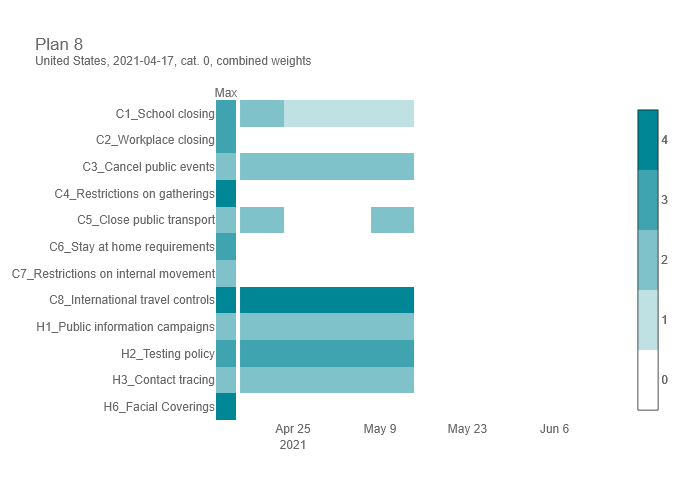 Plan 8
United States, 2021-04-17, cat. 0, combined weights
Max
C1_School closing
C2_Workplace closing
C3_Cancel public events
C4_Restrictions on gatherings
C5_Close public transport
C6_Stay at home requirements
C7_Restrictions on internal movement
C8_International travel controls
H1_Public information campaigns
H2_Testing policy
H3_Contact tracing
H6_Facial Coverings
Apr 25 May 9 May 23 Jun 6
2021
4
3
2
1
0